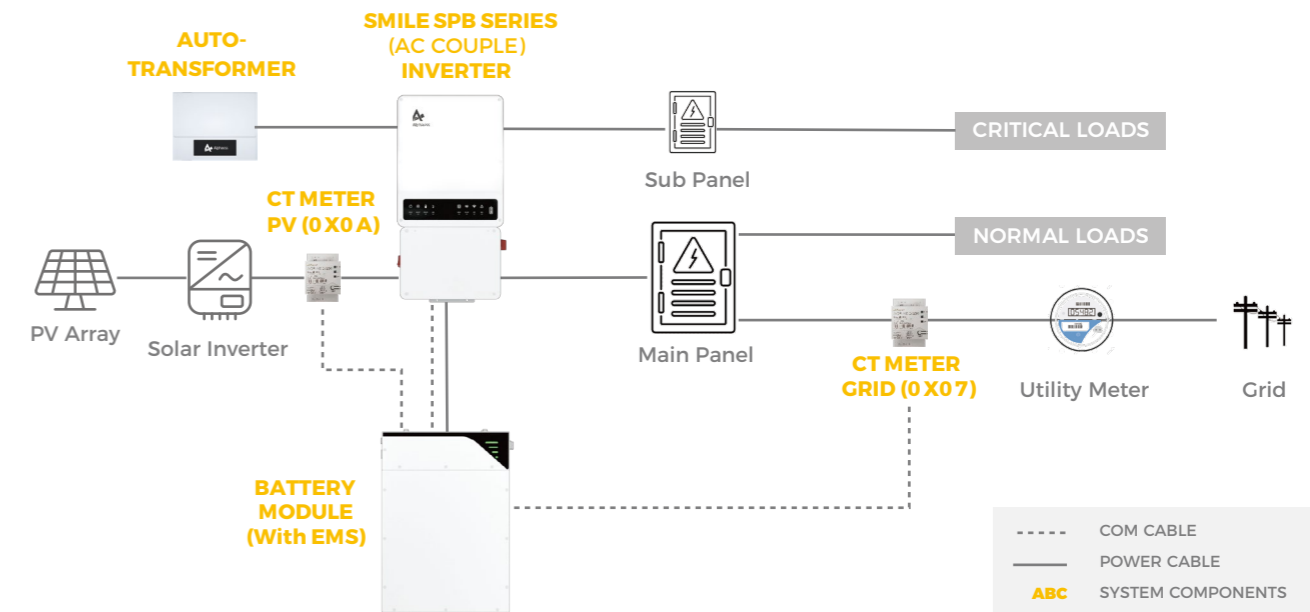 AUTO-
TRANSFORMER
SMILE SPB SERIES
(AC COUPLE)
INVERTER
CRITICAL LOADS
Sub Panel
CT METER
PV (0X0A)
NORMAL LOADS
PV Array
Solar Inverter
Main Panel
CT METER
GRID (0X07)
Utility Meter
Grid
BATTERY
MODULE
(With EMS)
COM CABLE
POWER CABLE
ABC SYSTEM COMPONENTS